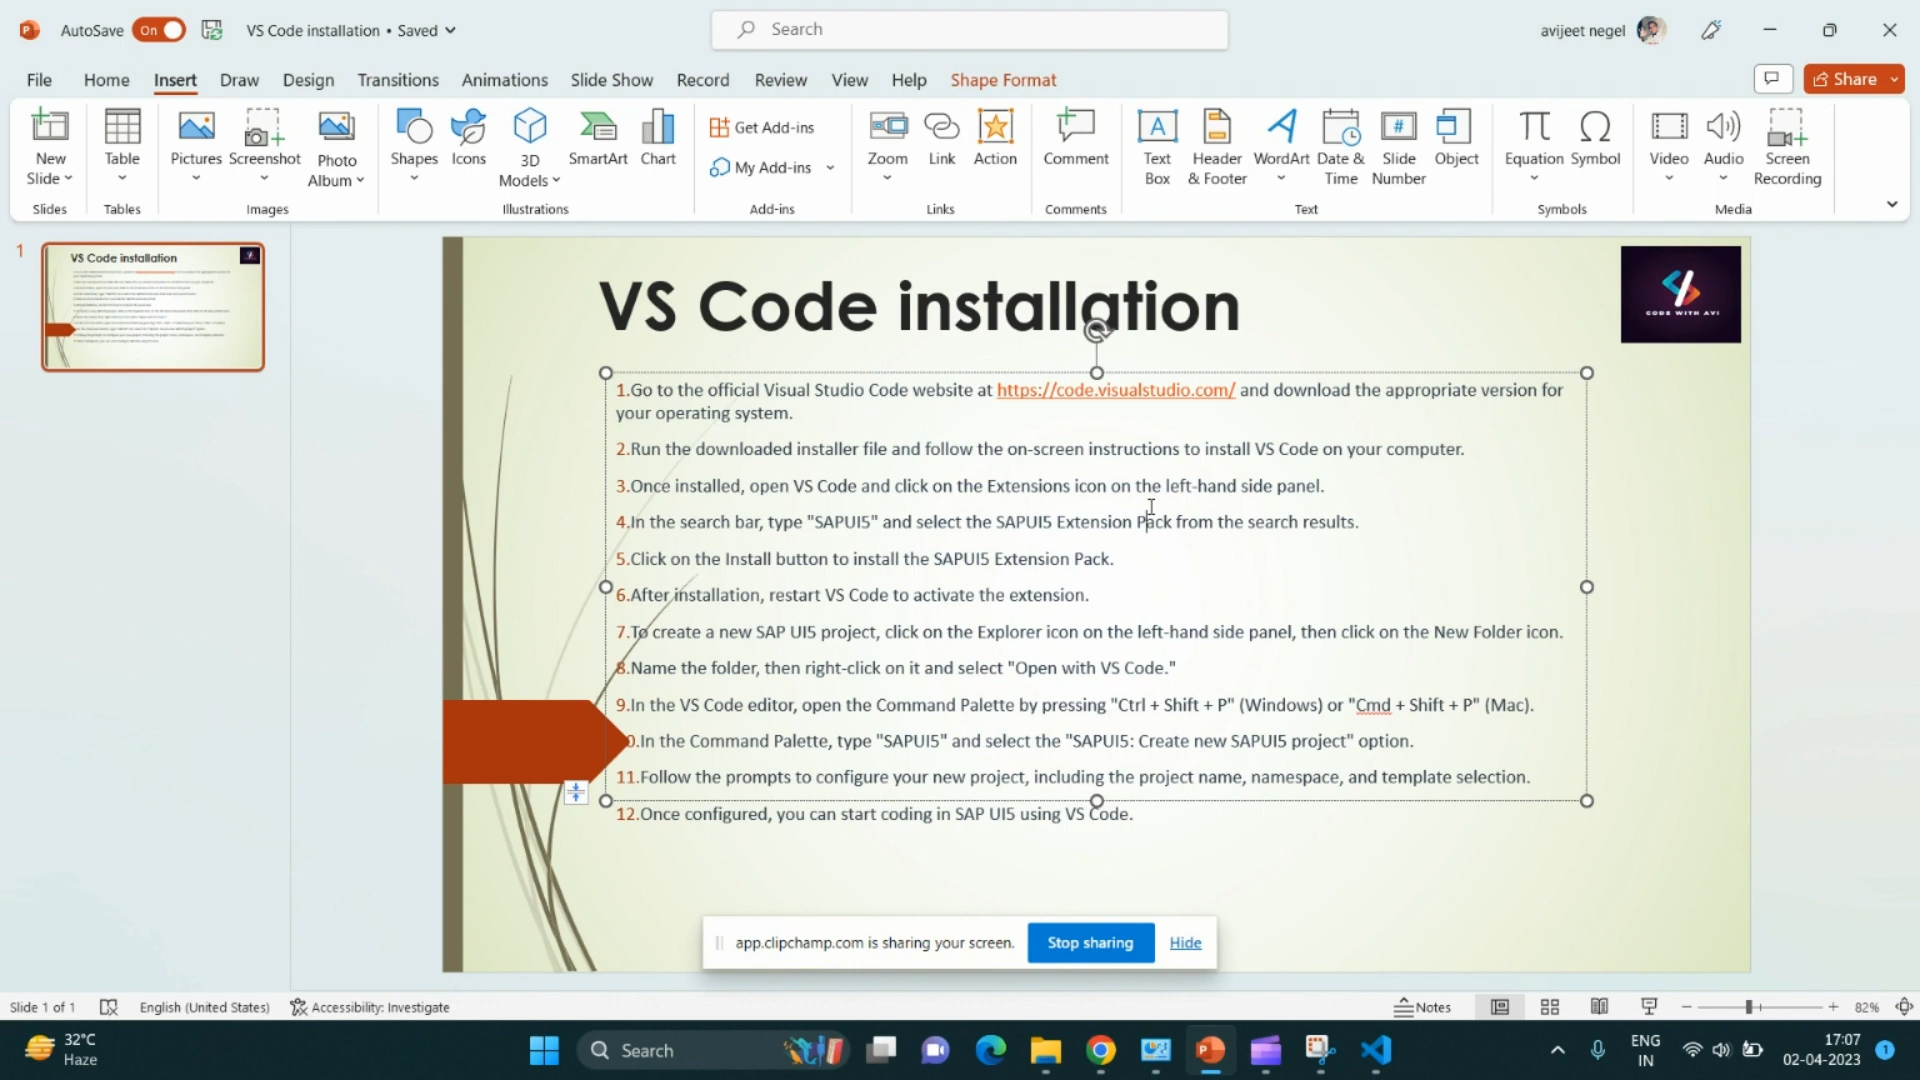 AutoSave On VS Code installation • Saved
Search
avijeet negel
File Home Insert Draw Design Transitions Animations Slide Show Record Review View Help Shape Format
Share
New Slide
Table
Pictures
Screenshot
Photo Album
Shapes
Icons
3D Models
SmartArt
Chart
Get Add-ins
My Add-ins
Zoom
Link
Action
Comment
Text Box
Header & Footer
WordArt
Date & Time
Slide Number
Object
Equation
Symbol
Video
Audio
Screen Recording
Slides Tables Images Illustrations Add-ins Links Comments Text Symbols Media
1
VS Code installation
VS Code installation
CODE WITH AVI
1.Go to the official Visual Studio Code website at https://code.visualstudio.com/ and download the appropriate version for
your operating system.
2.Run the downloaded installer file and follow the on-screen instructions to install VS Code on your computer.
3.Once installed, open VS Code and click on the Extensions icon on the left-hand side panel.
4.In the search bar, type "SAPUI5" and select the SAPUI5 Extension Pack from the search results.
5.Click on the Install button to install the SAPUI5 Extension Pack.
6.After installation, restart VS Code to activate the extension.
7.To create a new SAP UI5 project, click on the Explorer icon on the left-hand side panel, then click on the New Folder icon.
8.Name the folder, then right-click on it and select "Open with VS Code."
9.In the VS Code editor, open the Command Palette by pressing "Ctrl + Shift + P" (Windows) or "Cmd + Shift + P" (Mac).
0.In the Command Palette, type "SAPUI5" and select the "SAPUI5: Create new SAPUI5 project" option.
11.Follow the prompts to configure your new project, including the project name, namespace, and template selection.
12.Once configured, you can start coding in SAP UI5 using VS Code.
app.clipchamp.com is sharing your screen. Stop sharing Hide
Slide 1 of 1 English (United States) Accessibility: Investigate Notes 82%
32°C
Haze
Search
ENG
IN
17:07
02-04-2023
1